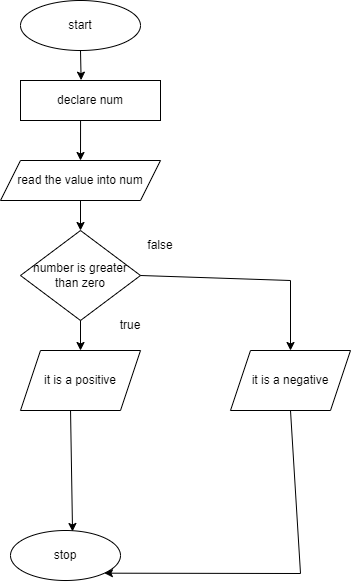 start
declare num
read the value into num
false
number is greater
than zero
true
it is a positive
it is a negative
stop